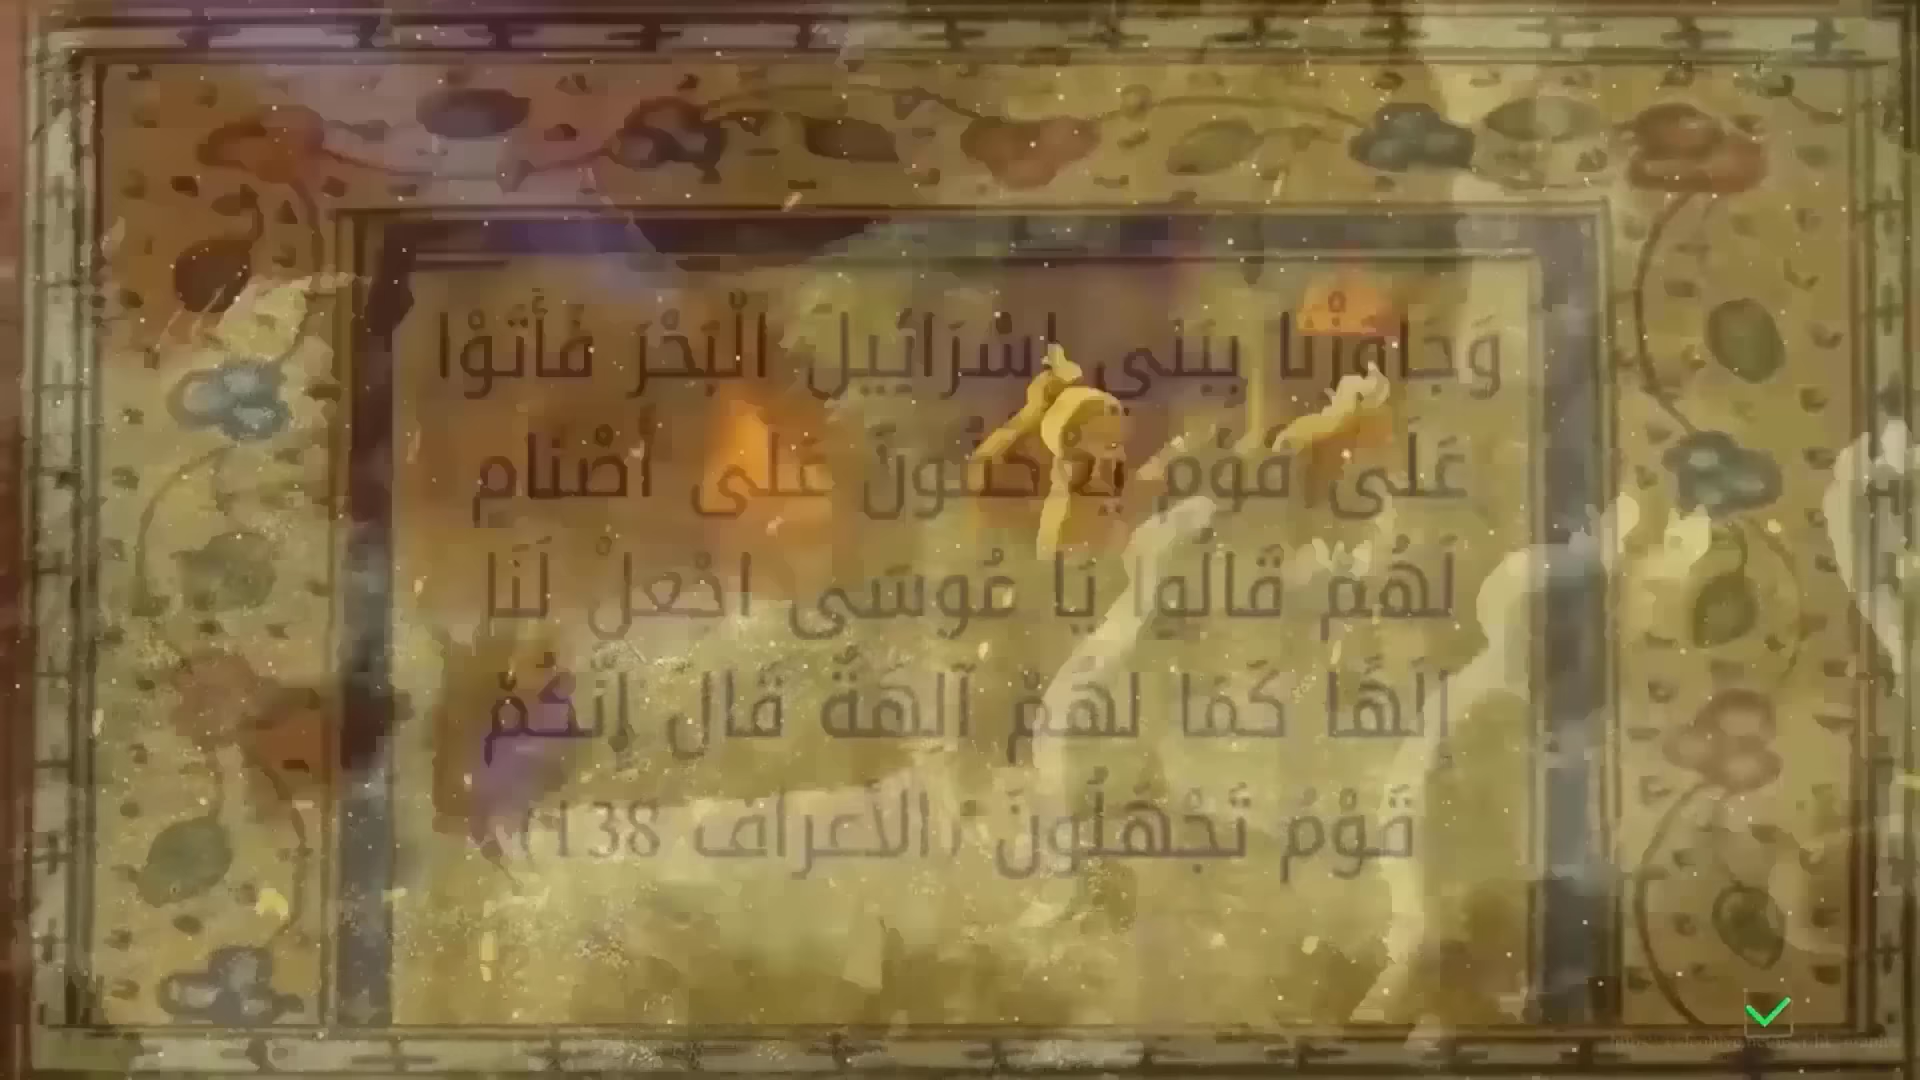 وَجَاوَزْنَا بِبَنِي إِسْرَائِيلَ الْبَحْرَ فَأَتَوْا
عَلَى قَوْمٍ يَعْكُفُونَ عَلَى أَصْنَامٍ
لَهُمْ قَالُوا يَا مُوسَى اجْعَلْ لَنَا
إِلَهًا كَمَا لَهُمْ آلِهَةٌ قَالَ إِنَّكُمْ
قَوْمٌ تَجْهَلُونَ (الأعراف 138)